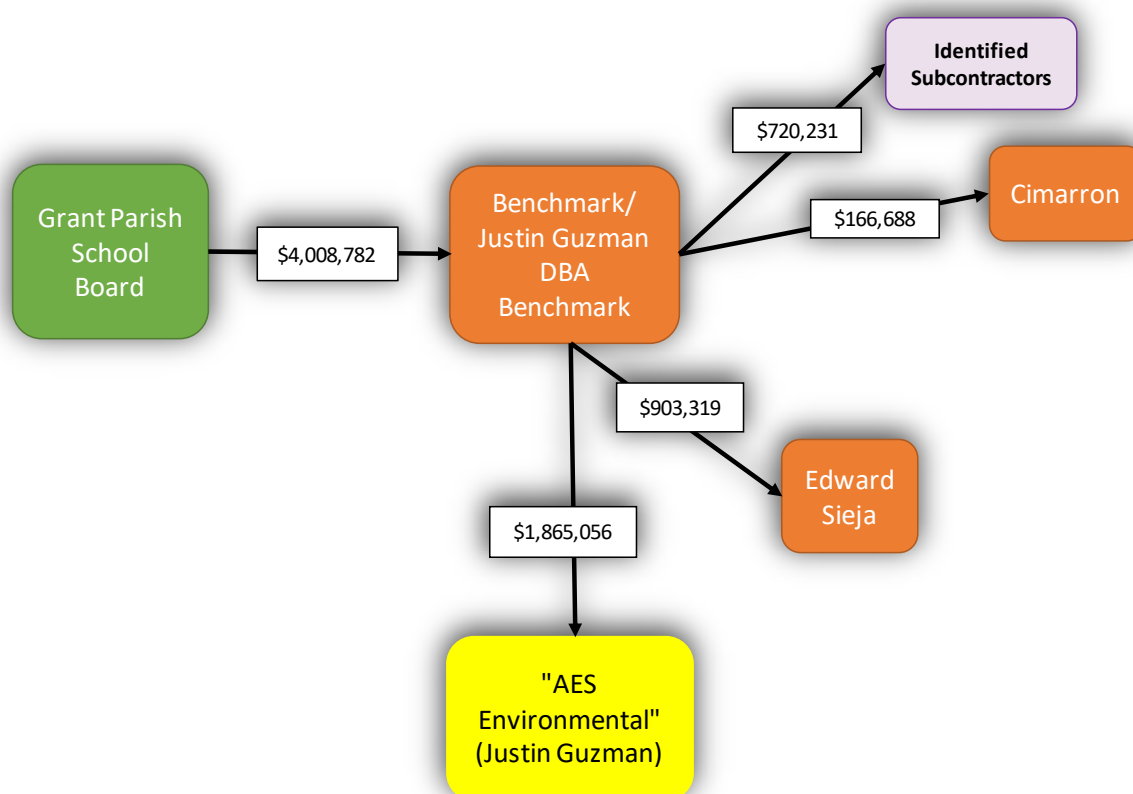 Identified
Subcontractors
$720,231
Grant Parish
School
Board
$4,008,782
Benchmark/
Justin Guzman
DBA
Benchmark
$166,688
Cimarron
$903,319
Edward
Sieja
$1,865,056
"AES
Environmental"
(Justin Guzman)